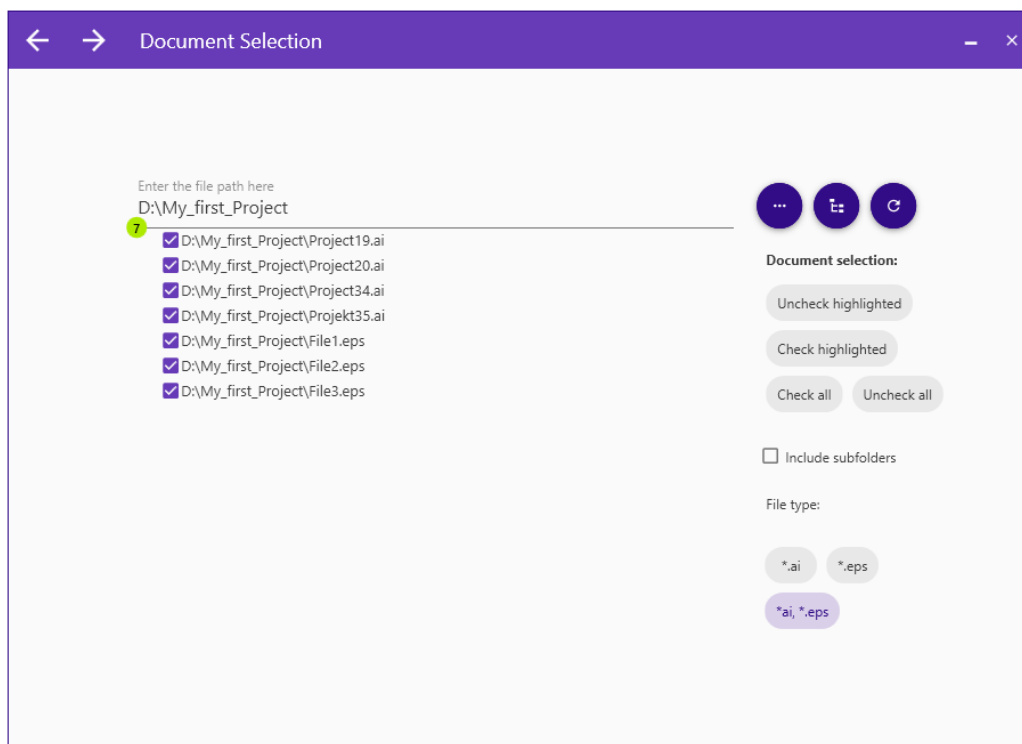 Document Selection
Enter the file path here
D:\My_first_Project
7
D:\My_first_Project\Project19.ai
D:\My_first_Project\Project20.ai
D:\My_first_Project\Project34.ai
D:\My_first_Project\Projekt35.ai
D:\My_first_Project\File1.eps
D:\My_first_Project\File2.eps
D:\My_first_Project\File3.eps
Document selection:
Uncheck highlighted
Check highlighted
Check all Uncheck all
Include subfolders
File type:
*.ai *.eps
*ai, *.eps